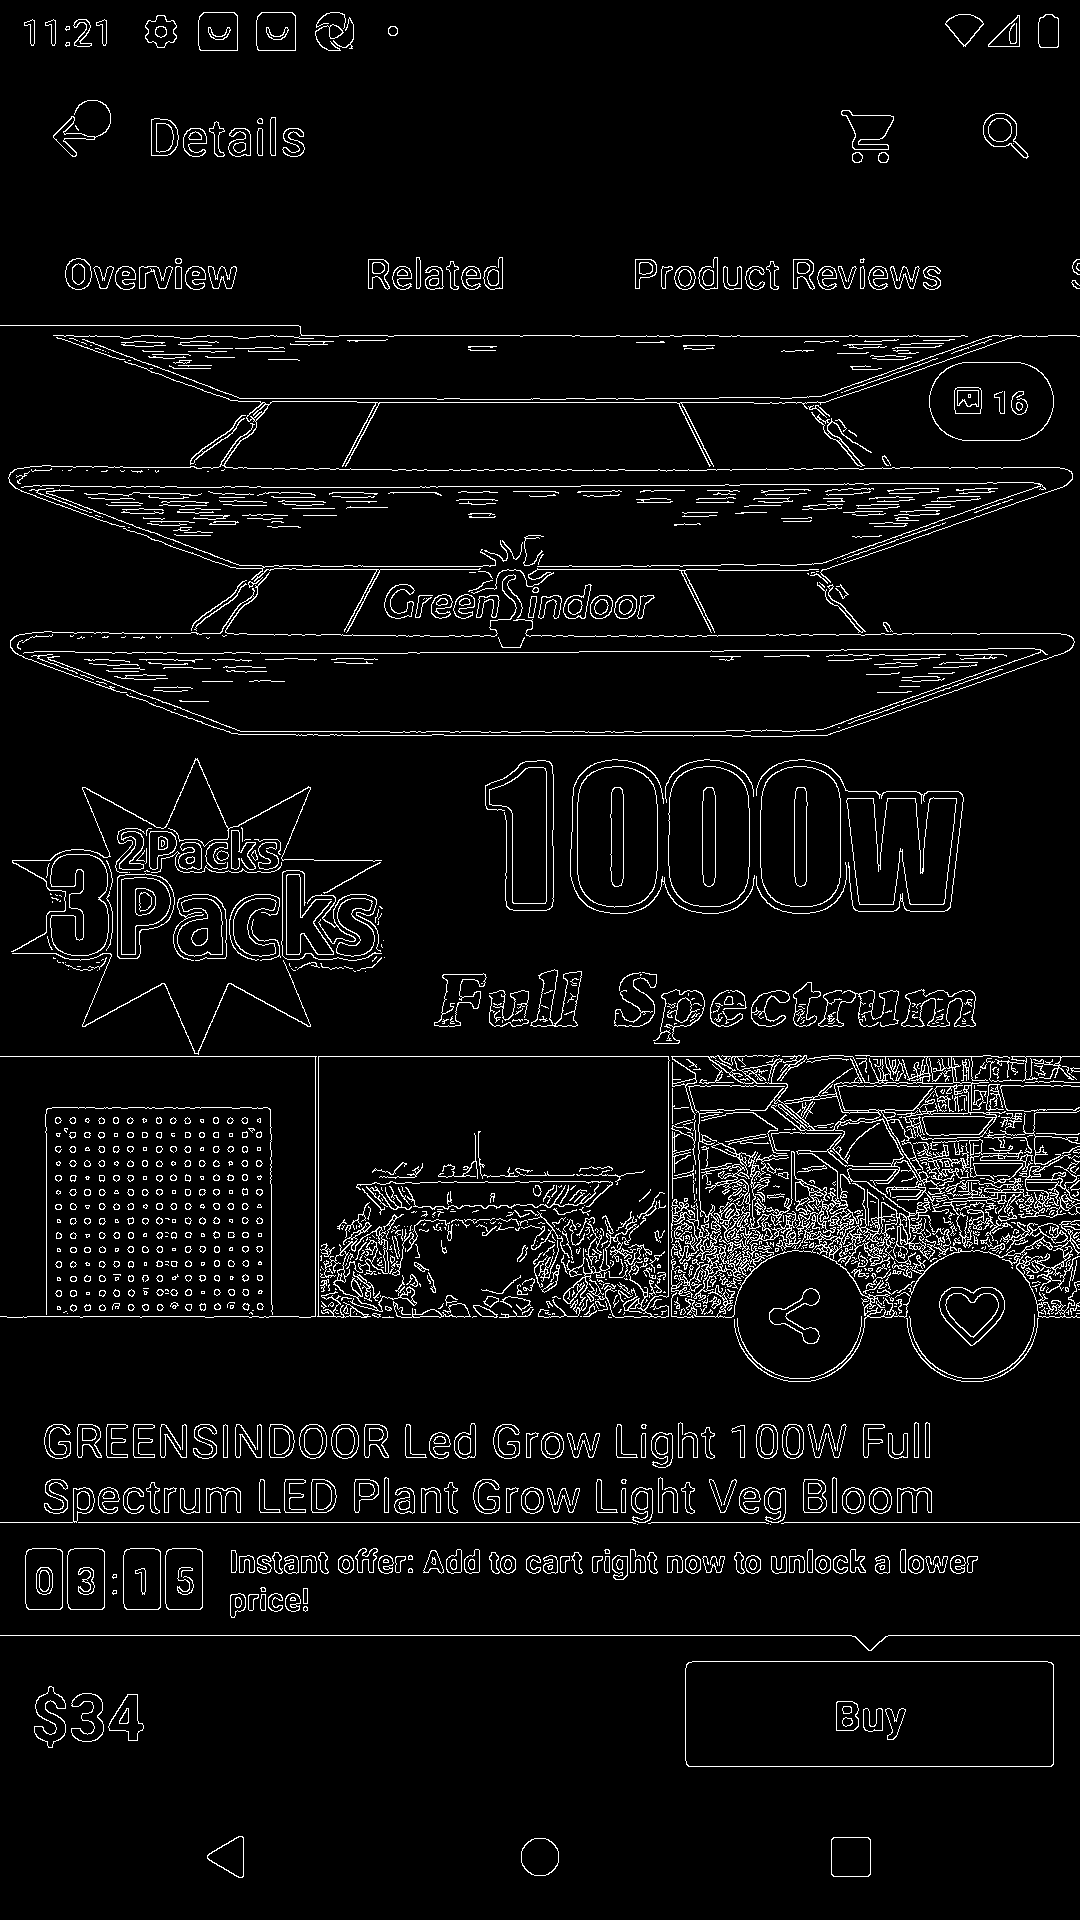 11:21
Details
Overview Related Product Reviews S
16
GreenSindoor
2Packs
3Packs
1000w
Full Spectrum
GREENSINDOOR Led Grow Light 100W Full
Spectrum LED Plant Grow Light Veg Bloom
03:15
Instant offer: Add to cart right now to unlock a lower
price!
$34
Buy